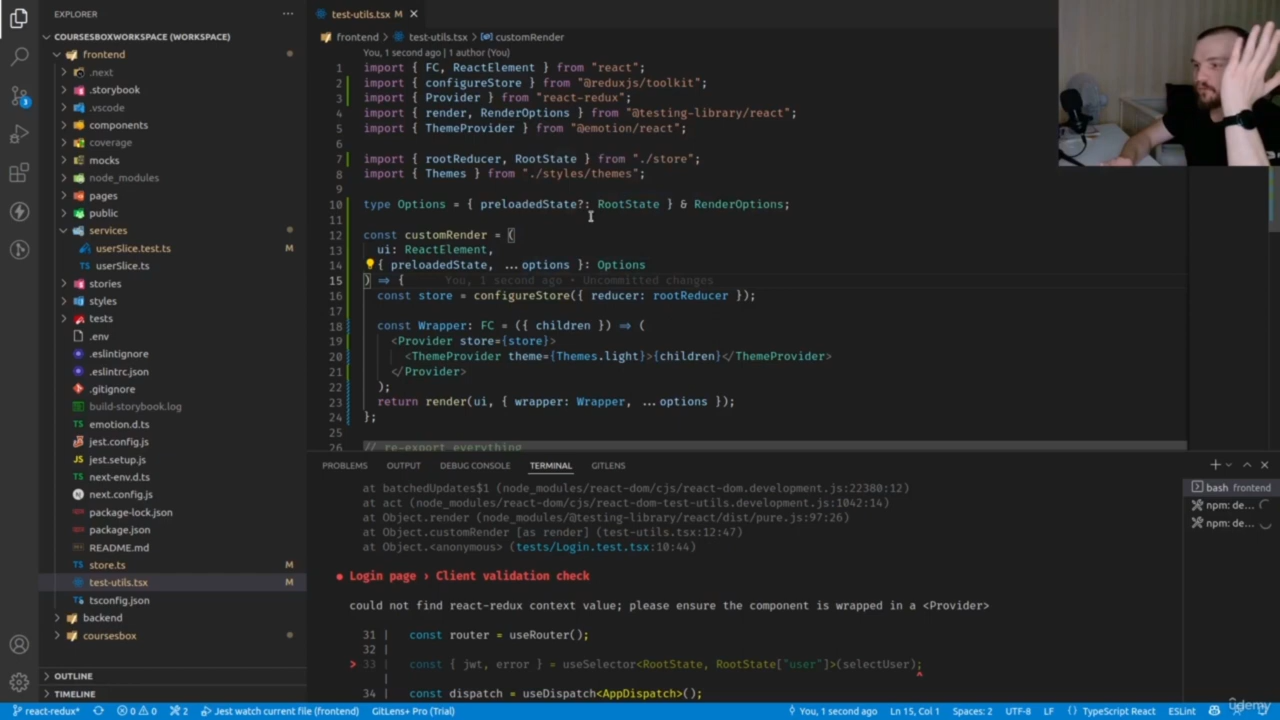 EXPLORER
test-utils.tsx M
COURSESBOXWORKSPACE (WORKSPACE)
frontend
.next
.storybook
.vscode
components
coverage
mocks
node_modules
pages
public
services
userSlice.test.ts M
userSlice.ts
stories
styles
tests
.env
.eslintignore
.eslintrc.json
.gitignore
build-storybook.log
emotion.d.ts
jest.config.js
jest.setup.js
next-env.d.ts
next.config.js
package-lock.json
package.json
README.md
store.ts M
test-utils.tsx M
tsconfig.json
backend
coursesbox
OUTLINE
TIMELINE
3
frontend > test-utils.tsx > customRender
You, 1 second ago | 1 author (You)
1 import { FC, ReactElement } from "react";
2 import { configureStore } from "@reduxjs/toolkit";
3 import { Provider } from "react-redux";
4 import { render, RenderOptions } from "@testing-library/react";
5 import { ThemeProvider } from "@emotion/react";
6
7 import { rootReducer, RootState } from "./store";
8 import { Themes } from "./styles/themes";
9
10 type Options = { preloadedState?: RootState } & RenderOptions;
11
12 const customRender = (
13 ui: ReactElement,
14 { preloadedState, ...options }: Options
15 ) => { You, 1 second ago • Uncommitted changes
16 const store = configureStore({ reducer: rootReducer });
17
18 const Wrapper: FC = ({ children }) => (
19 <Provider store={store}>
20 <ThemeProvider theme={Themes.light}>{children}</ThemeProvider>
21 </Provider>
22 );
23 return render(ui, { wrapper: Wrapper, ...options });
24 };
25
26 // re-export everything
PROBLEMS OUTPUT DEBUG CONSOLE TERMINAL GITLENS
at batchedUpdates$1 (node_modules/react-dom/cjs/react-dom.development.js:22380:12)
at act (node_modules/react-dom/cjs/react-dom-test-utils.development.js:1042:14)
at Object.render (node_modules/@testing-library/react/dist/pure.js:97:26)
at Object.customRender [as render] (test-utils.tsx:12:47)
at Object.<anonymous> (tests/Login.test.tsx:10:44)
● Login page › Client validation check
could not find react-redux context value; please ensure the component is wrapped in a <Provider>
31 | const router = useRouter();
32 |
> 33 | const { jwt, error } = useSelector<RootState, RootState["user"]>(selectUser);
| ^
34 | const dispatch = useDispatch<AppDispatch>();
bash frontend
npm: de...
npm: de...
react-redux* 0 0 2 Jest watch current file (frontend) GitLens+ Pro (Trial) You, 1 second ago Ln 15, Col 1 Spaces: 2 UTF-8 LF { } TypeScript React ESLint
udemy